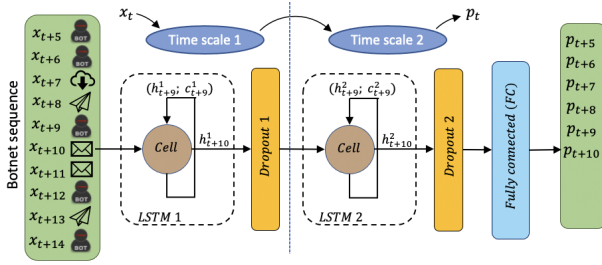 x_t
p_t
Time scale 1
Time scale 2
Botnet sequence
x_{t+5}
BOT
x_{t+6}
BOT
x_{t+7}
x_{t+8}
x_{t+9}
BOT
x_{t+10}
x_{t+11}
x_{t+12}
BOT
x_{t+13}
x_{t+14}
BOT
(h^1_{t+9}; c^1_{t+9})
Cell
h^1_{t+10}
LSTM 1
Dropout 1
(h^2_{t+9}; c^2_{t+9})
Cell
h^2_{t+10}
LSTM 2
Dropout 2
Fully connected (FC)
p_{t+5}
p_{t+6}
p_{t+7}
p_{t+8}
p_{t+9}
p_{t+10}